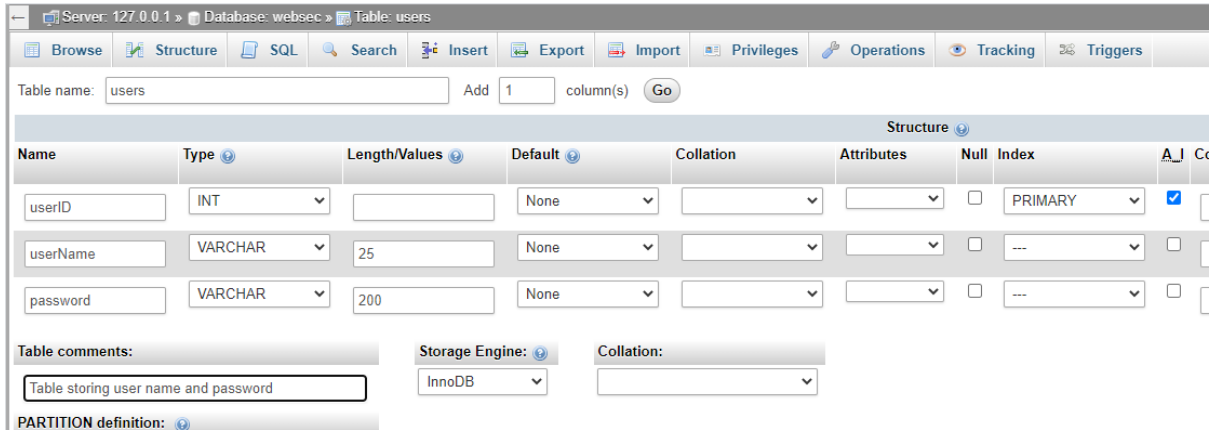 ← Server: 127.0.0.1 » Database: websec » Table: users
Browse Structure SQL Search Insert Export Import Privileges Operations Tracking Triggers
Table name: users Add 1 column(s) Go
Structure
Name Type Length/Values Default Collation Attributes Null Index A_I Co
userID INT None PRIMARY
userName VARCHAR 25 None ---
password VARCHAR 200 None ---
Table comments: Storage Engine: Collation:
Table storing user name and password InnoDB
PARTITION definition: